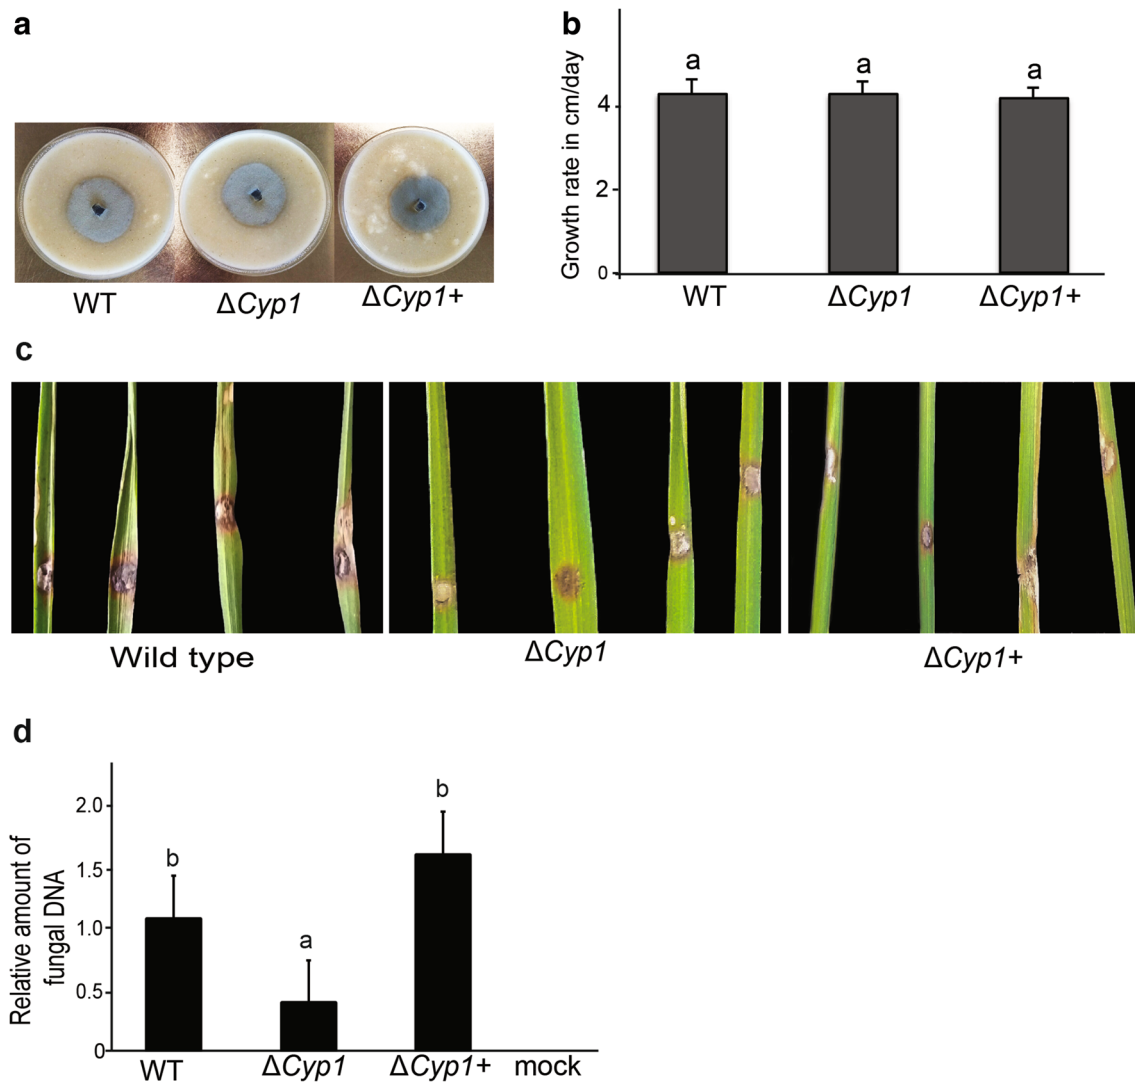 a
WT
ΔCyp1
ΔCyp1+
b
Growth rate in cm/day
4
2
0
a
a
a
WT
ΔCyp1
ΔCyp1+
c
Wild type
ΔCyp1
ΔCyp1+
d
Relative amount of
fungal DNA
2.0
1.5
1.0
0.5
0
b
a
b
WT
ΔCyp1
ΔCyp1+
mock